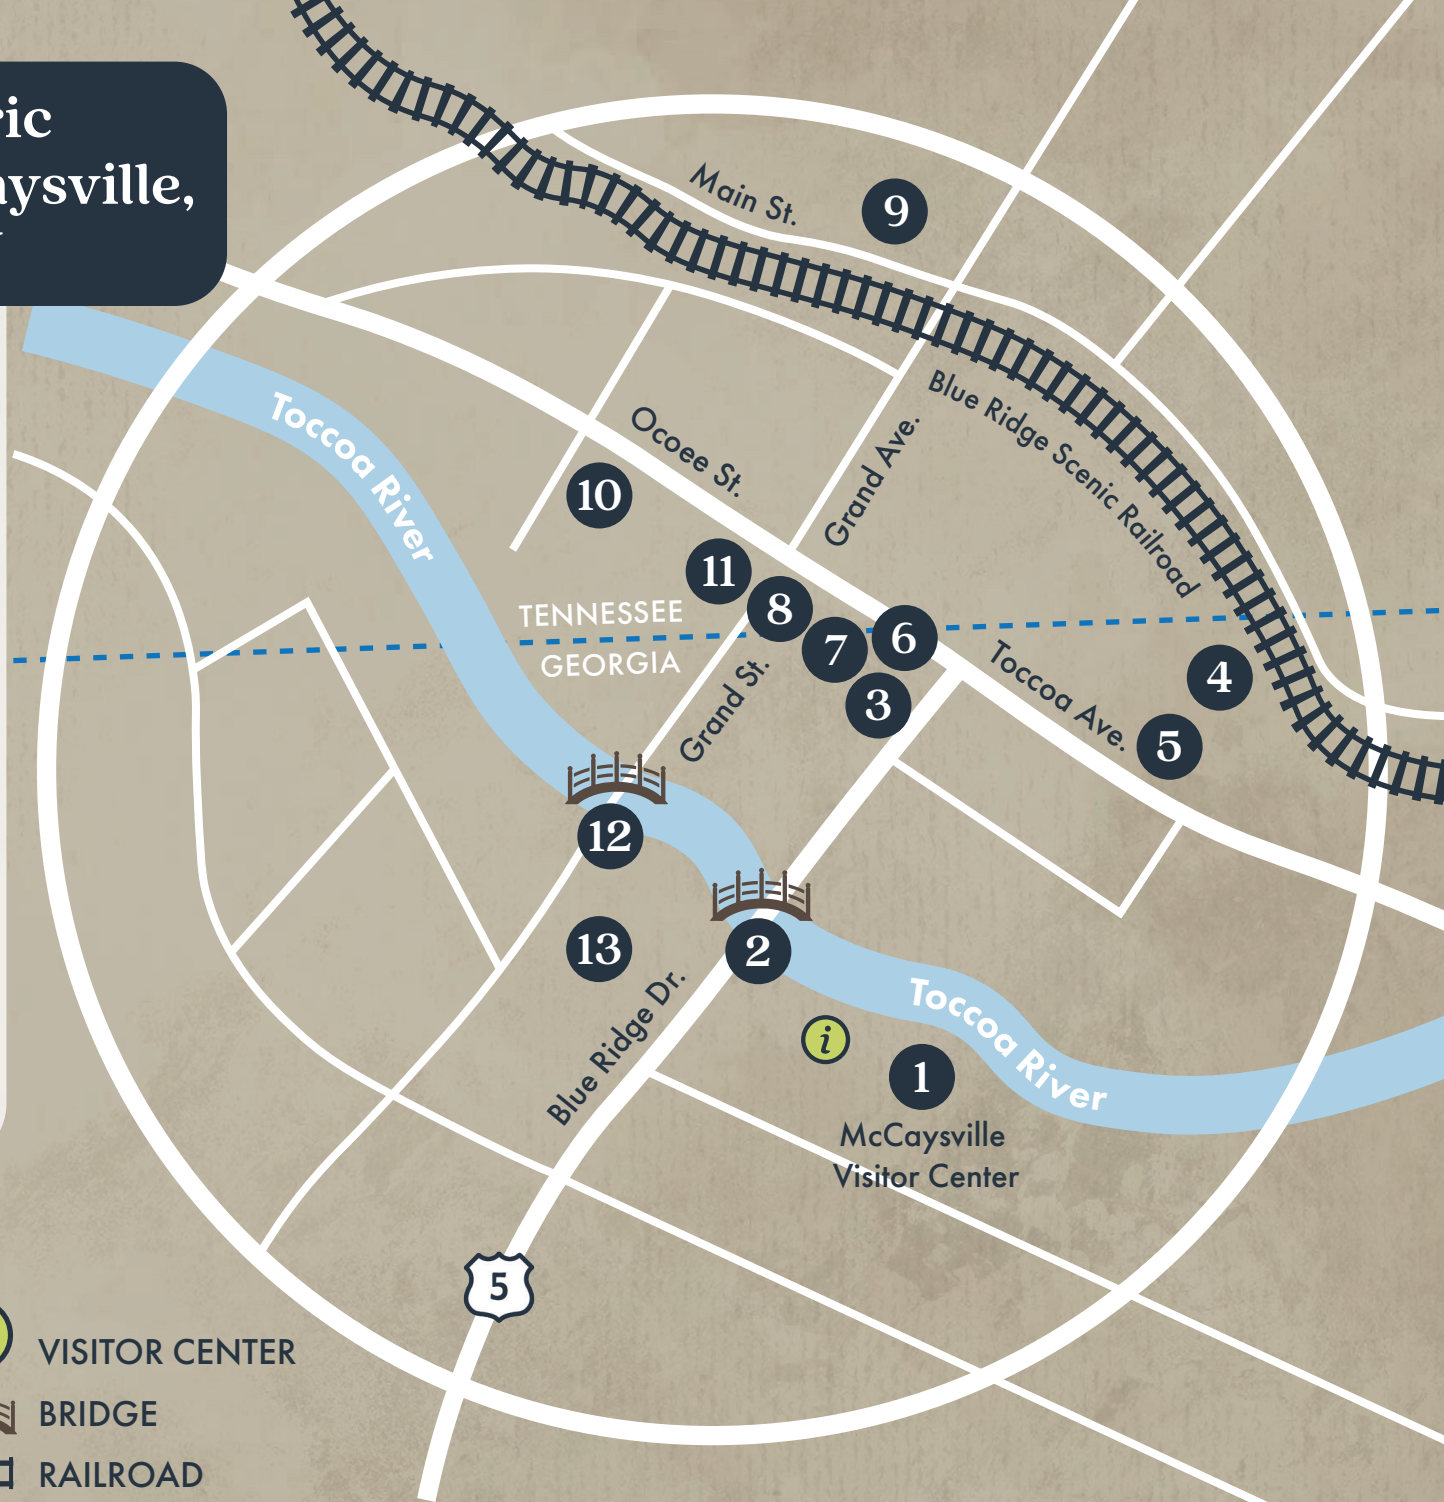 ric
aysville,
Main St.
9
Toccoa River
Ocoee St.
Grand Ave.
Blue Ridge Scenic Railroad
10
11
8
7
6
3
TENNESSEE
GEORGIA
Grand St.
Toccoa Ave.
4
5
12
13
2
Blue Ridge Dr.
Toccoa River
i
1
McCaysville
Visitor Center
5
VISITOR CENTER
BRIDGE
RAILROAD